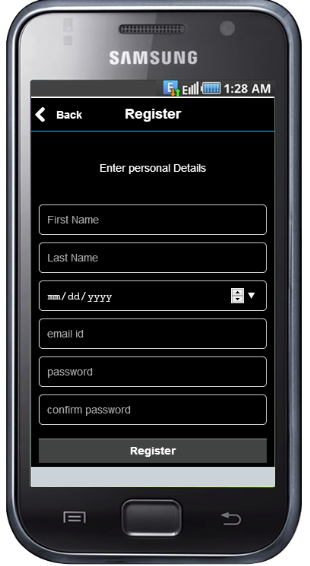 SAMSUNG
1:28 AM
Back
Register
Enter personal Details
First Name
Last Name
mm/dd/yyyy
email id
password
confirm password
Register